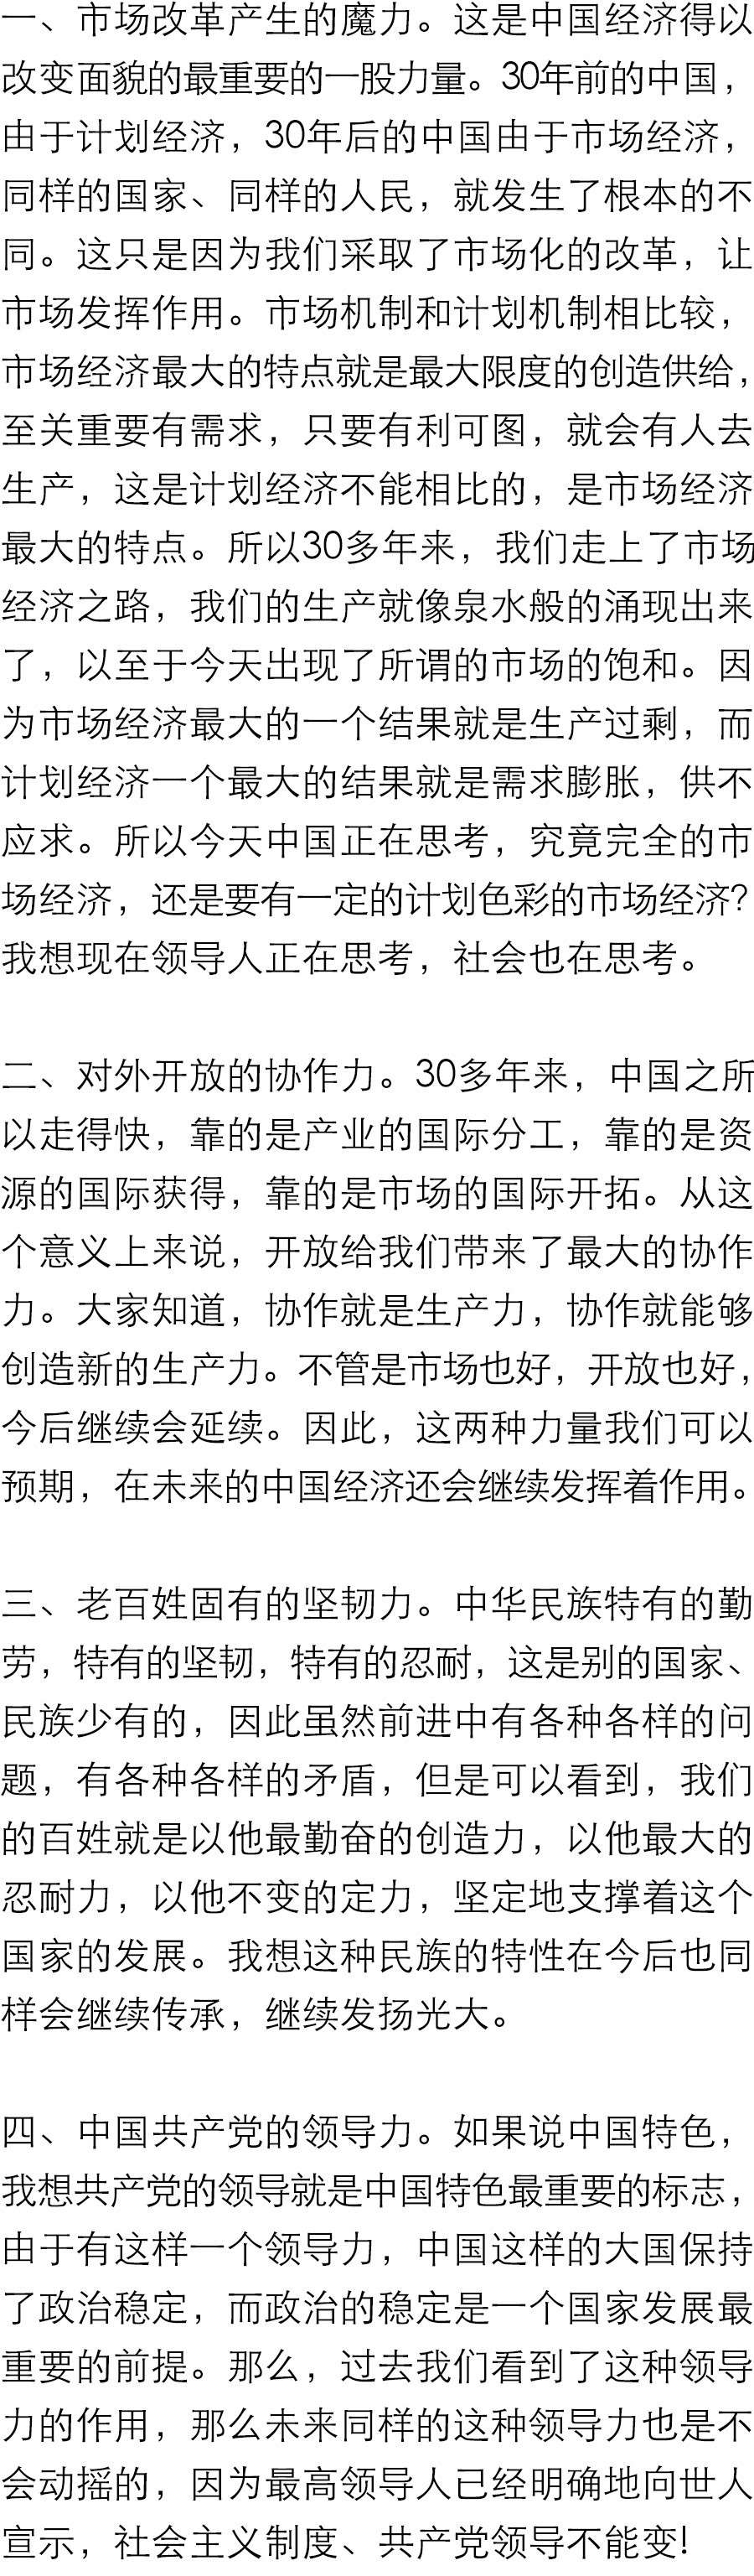 一、市场改革产生的魔力。这是中国经济得以
改变面貌的最重要的一股力量。30年前的中国，
由于计划经济，30年后的中国由于市场经济，
同样的国家、同样的人民，就发生了根本的不
同。这只是因为我们采取了市场化的改革，让
市场发挥作用。市场机制和计划机制相比较，
市场经济最大的特点就是最大限度的创造供给，
至关重要有需求，只要有利可图，就会有人去
生产，这是计划经济不能相比的，是市场经济
最大的特点。所以30多年来，我们走上了市场
经济之路，我们的生产就像泉水般的涌现出来
了，以至于今天出现了所谓的市场的饱和。因
为市场经济最大的一个结果就是生产过剩，而
计划经济一个最大的结果就是需求膨胀，供不
应求。所以今天中国正在思考，究竟完全的市
场经济，还是要有一定的计划色彩的市场经济?
我想现在领导人正在思考，社会也在思考。
二、对外开放的协作力。30多年来，中国之所
以走得快，靠的是产业的国际分工，靠的是资
源的国际获得，靠的是市场的国际开拓。从这
个意义上来说，开放给我们带来了最大的协作
力。大家知道，协作就是生产力，协作就能够
创造新的生产力。不管是市场也好，开放也好，
今后继续会延续。因此，这两种力量我们可以
预期，在未来的中国经济还会继续发挥着作用。
三、老百姓固有的坚韧力。中华民族特有的勤
劳，特有的坚韧，特有的忍耐，这是别的国家、
民族少有的，因此虽然前进中有各种各样的问
题，有各种各样的矛盾，但是可以看到，我们
的百姓就是以他最勤奋的创造力，以他最大的
忍耐力，以他不变的定力，坚定地支撑着这个
国家的发展。我想这种民族的特性在今后也同
样会继续传承，继续发扬光大。
四、中国共产党的领导力。如果说中国特色，
我想共产党的领导就是中国特色最重要的标志，
由于有这样一个领导力，中国这样的大国保持
了政治稳定，而政治的稳定是一个国家发展最
重要的前提。那么，过去我们看到了这种领导
力的作用，那么未来同样的这种领导力也是不
会动摇的，因为最高领导人已经明确地向世人
宣示，社会主义制度、共产党领导不能变!